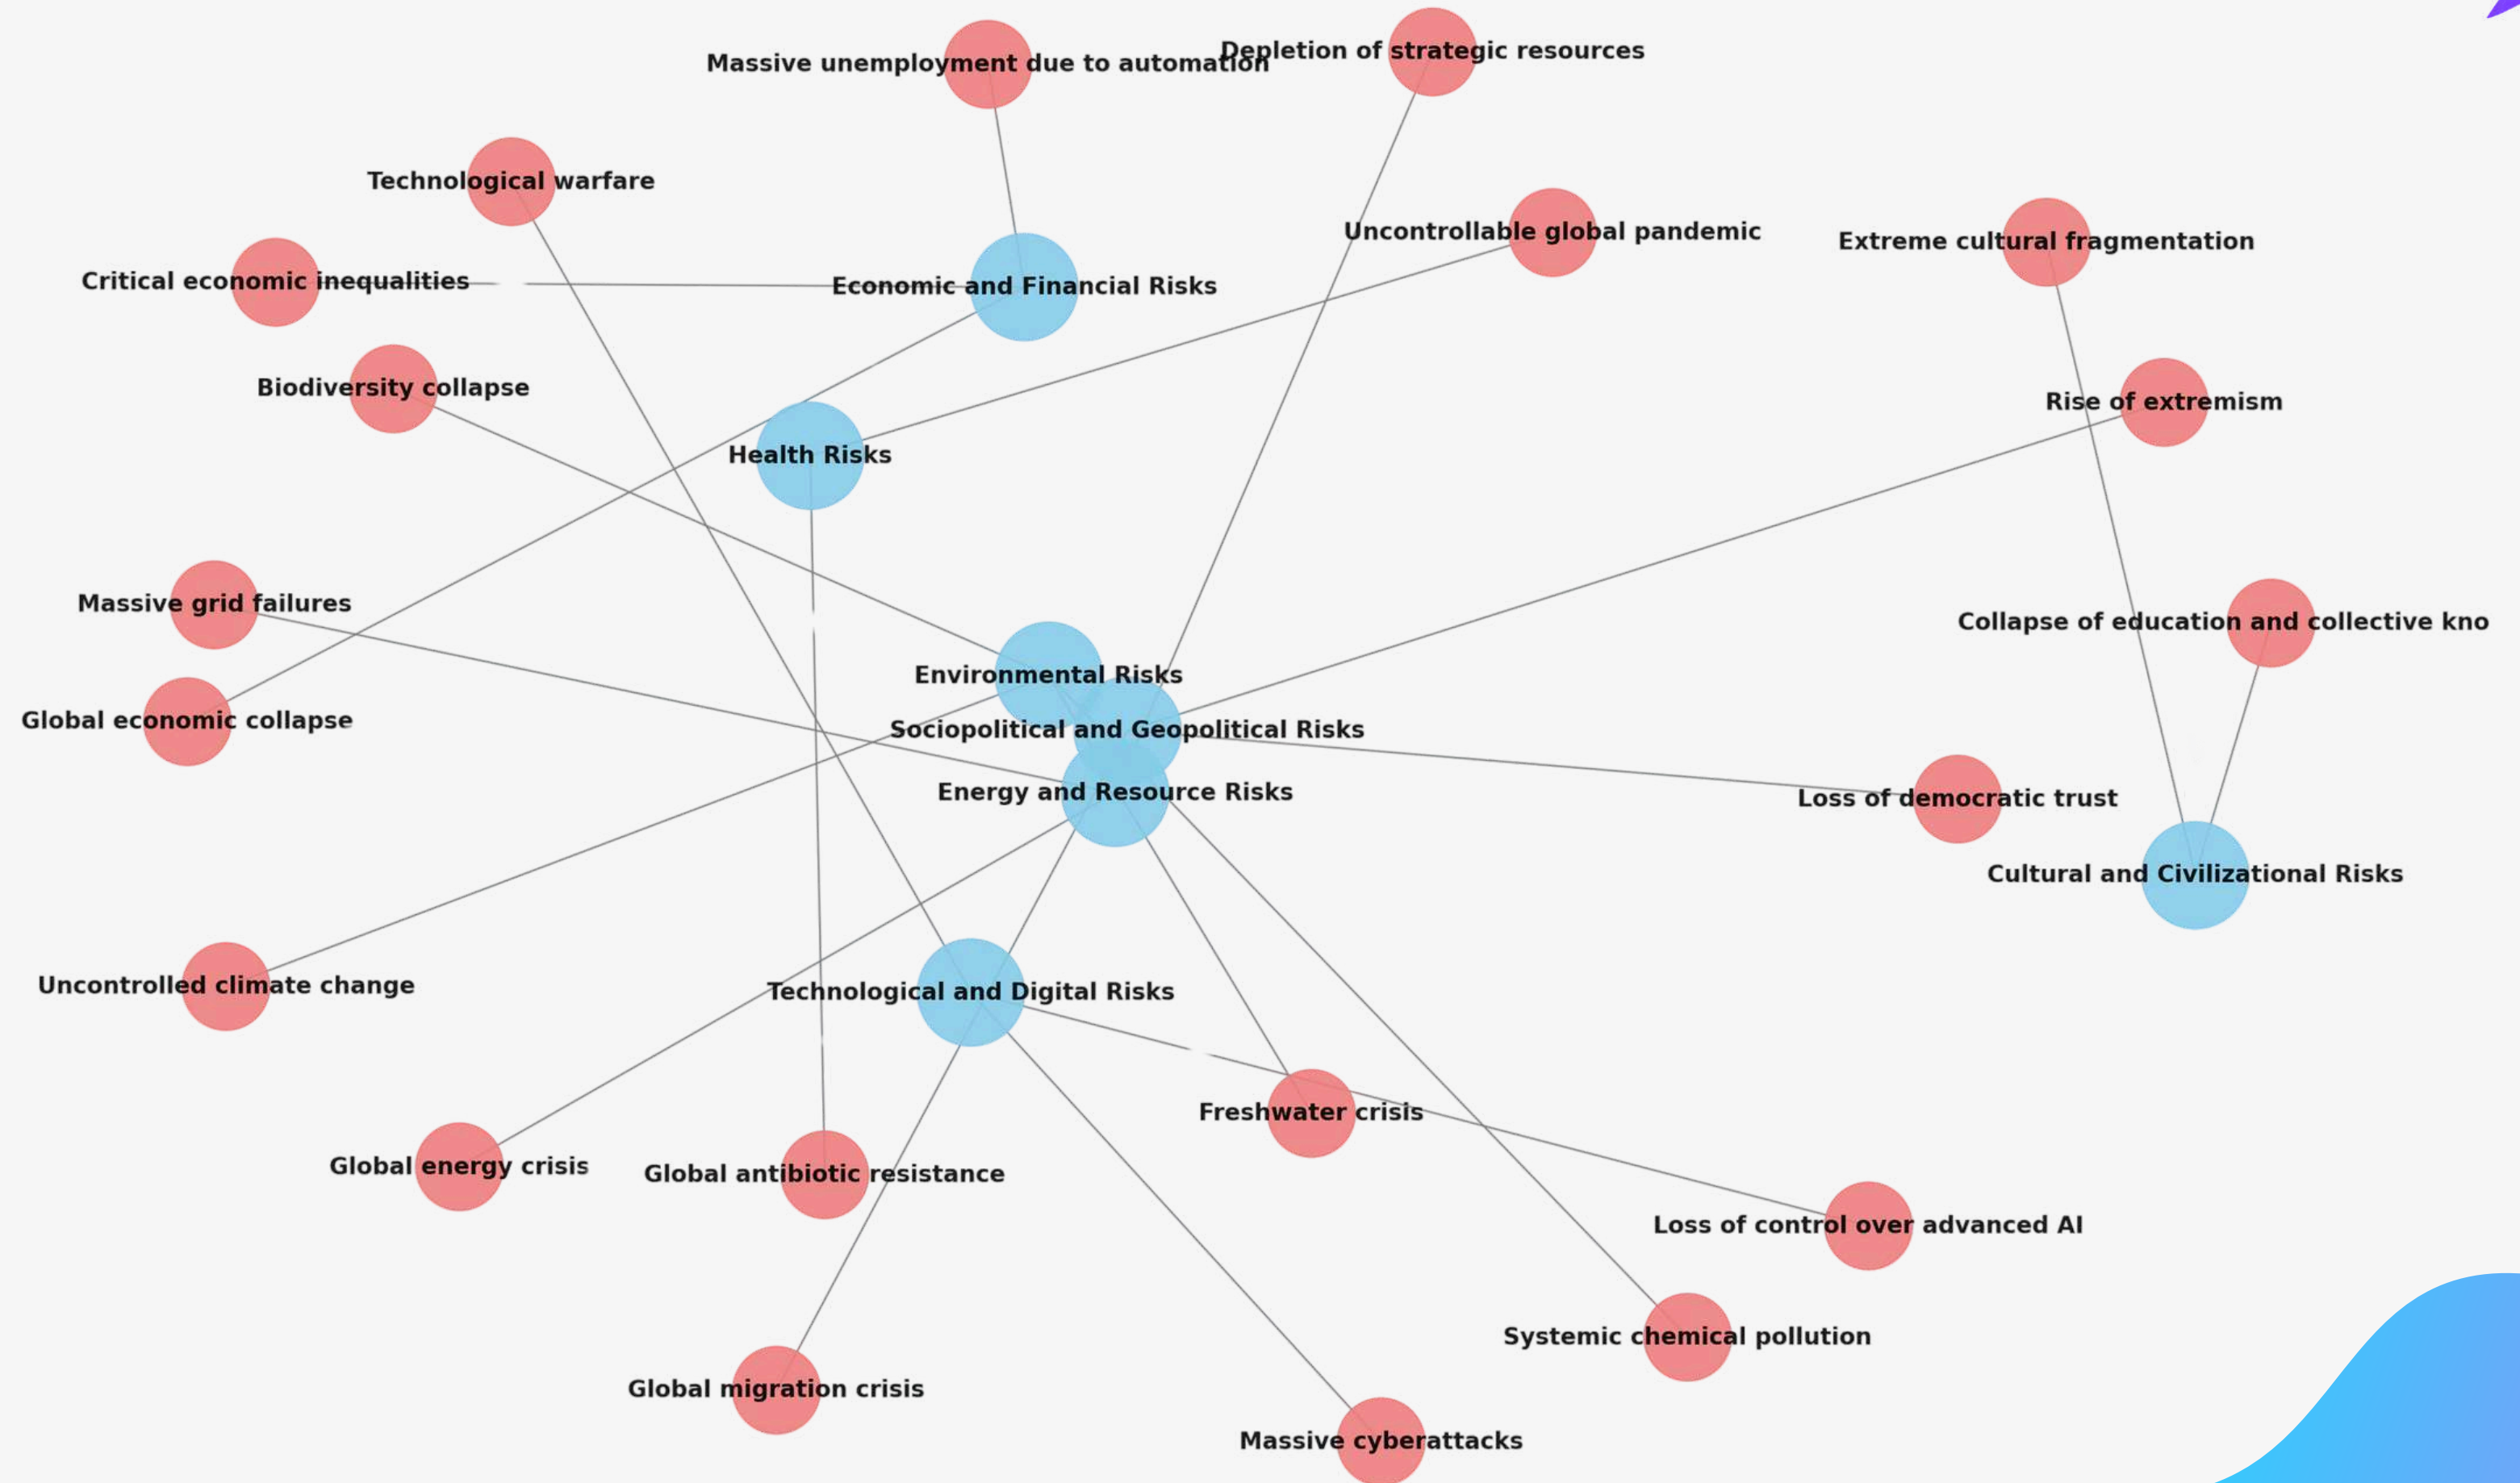 Depletion of strategic resources
Massive unemployment due to automation
Technological warfare
Uncontrollable global pandemic
Extreme cultural fragmentation
Critical economic inequalities
Economic and Financial Risks
Biodiversity collapse
Rise of extremism
Health Risks
Massive grid failures
Collapse of education and collective kno
Environmental Risks
Global economic collapse
Sociopolitical and Geopolitical Risks
Energy and Resource Risks
Loss of democratic trust
Cultural and Civilizational Risks
Uncontrolled climate change
Technological and Digital Risks
Freshwater crisis
Global energy crisis
Global antibiotic resistance
Loss of control over advanced AI
Systemic chemical pollution
Global migration crisis
Massive cyberattacks